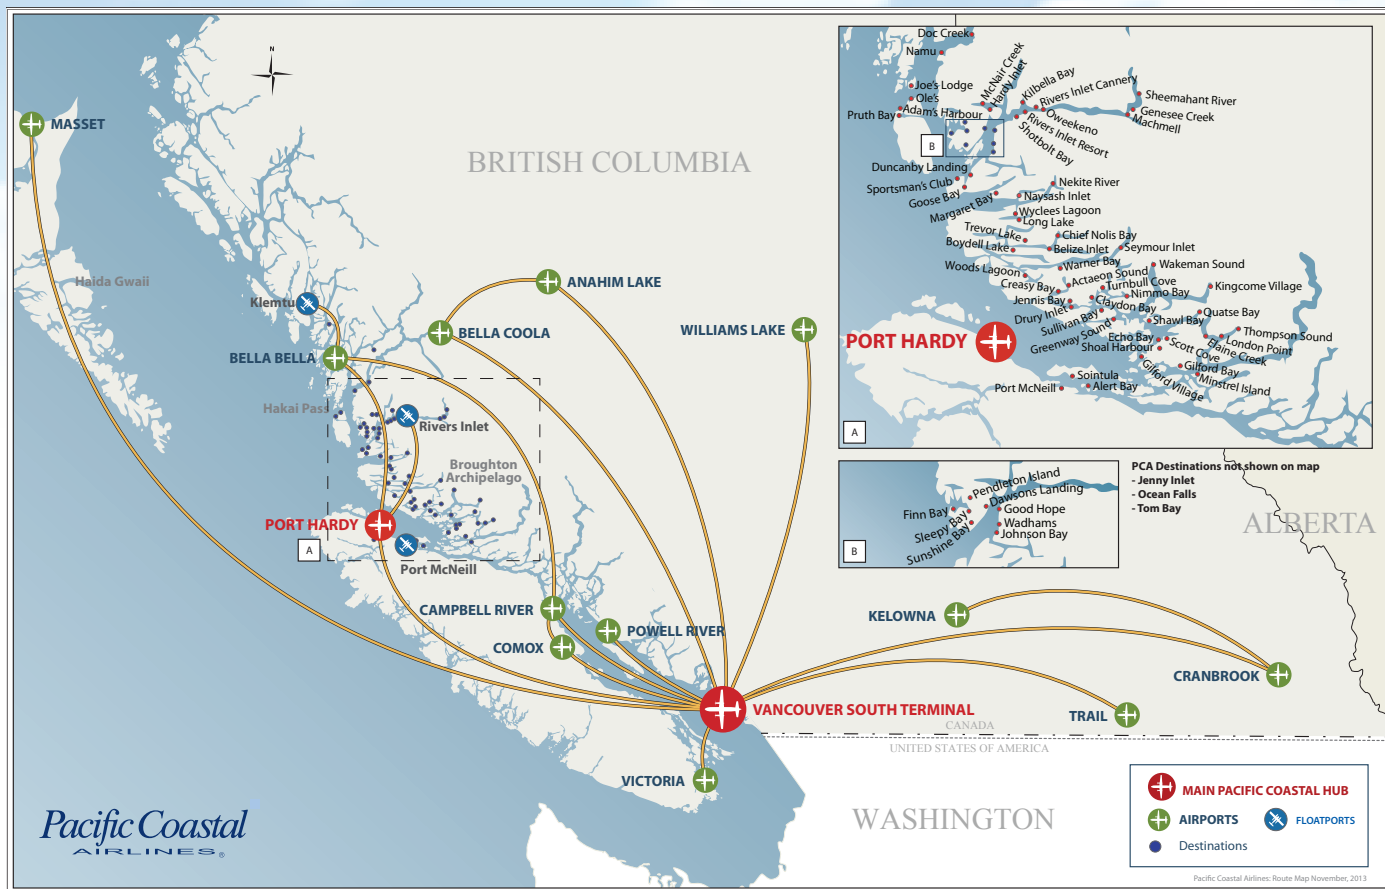 N
MASSET
BRITISH COLUMBIA
Haida Gwaii
Klemtu
ANAHIM LAKE
BELLA COOLA
WILLIAMS LAKE
BELLA BELLA
Hakai Pass
Rivers Inlet
Broughton
Archipelago
PORT HARDY
A
Port McNeill
CAMPBELL RIVER
POWELL RIVER
COMOX
KELOWNA
CRANBROOK
TRAIL
VANCOUVER SOUTH TERMINAL
CANADA
UNITED STATES OF AMERICA
VICTORIA
WASHINGTON
ALBERTA
Pacific Coastal
AIRLINES®
Doc Creek
Namu
Joe's Lodge
Ole's
Adam's Harbour
Pruth Bay
McNair Creek
Hardy Inlet
Kilbella Bay
Rivers Inlet Cannery
Sheemahant River
Genesee Creek
Machmell
Oweekeno
Rivers Inlet Resort
Shotbolt Bay
B
Duncanby Landing
Sportsman's Club
Goose Bay
Margaret Bay
Nekite River
Naysash Inlet
Wyclees Lagoon
Long Lake
Trevor Lake
Boydell Lake
Chief Nolis Bay
Belize Inlet
Seymour Inlet
Woods Lagoon
Warner Bay
Wakeman Sound
Creasy Bay
Actaeon Sound
Turnbull Cove
Kingcome Village
Jennis Bay
Claydon Bay
Nimmo Bay
Drury Inlet
Sullivan Bay
Greenway Sound
Shawl Bay
Quatse Bay
PORT HARDY
Echo Bay
Shoal Harbour
Scott Cove
Elaine Creek
London Point
Thompson Sound
Gilford Village
Gilford Bay
Minstrel Island
Sointula
Port McNeill
Alert Bay
A
Pendleton Island
Dawsons Landing
Finn Bay
Good Hope
Sleepy Bay
Wadhams
Sunshine Bay
Johnson Bay
B
PCA Destinations not shown on map
- Jenny Inlet
- Ocean Falls
- Tom Bay
MAIN PACIFIC COASTAL HUB
AIRPORTS
FLOATPORTS
Destinations
Pacific Coastal Airlines: Route Map November, 2013